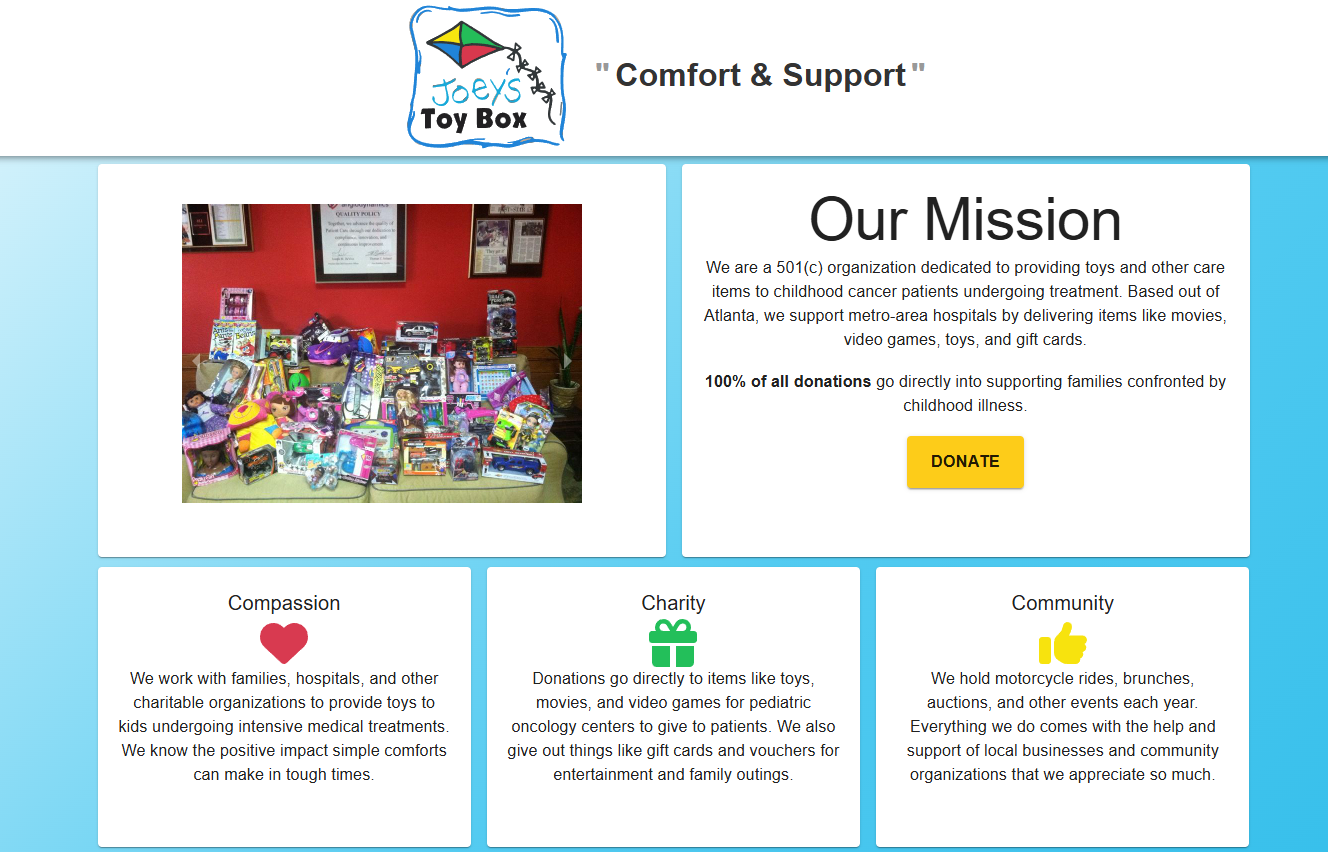 Joey's
Toy Box
" Comfort & Support "
angiodynamics
QUALITY POLICY
Our Mission
We are a 501(c) organization dedicated to providing toys and other care
items to childhood cancer patients undergoing treatment. Based out of
Atlanta, we support metro-area hospitals by delivering items like movies,
video games, toys, and gift cards.
100% of all donations go directly into supporting families confronted by
childhood illness.
DONATE
Compassion
We work with families, hospitals, and other
charitable organizations to provide toys to
kids undergoing intensive medical treatments.
We know the positive impact simple comforts
can make in tough times.
Charity
Donations go directly to items like toys,
movies, and video games for pediatric
oncology centers to give to patients. We also
give out things like gift cards and vouchers for
entertainment and family outings.
Community
We hold motorcycle rides, brunches,
auctions, and other events each year.
Everything we do comes with the help and
support of local businesses and community
organizations that we appreciate so much.